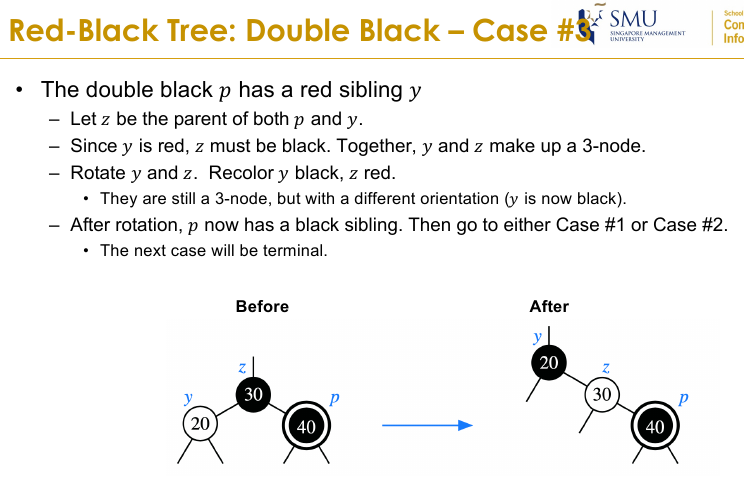 Red-Black Tree: Double Black – Case #3
SMU
SINGAPORE MANAGEMENT
UNIVERSITY
School
Com
Info
• The double black p has a red sibling y
– Let z be the parent of both p and y.
– Since y is red, z must be black. Together, y and z make up a 3-node.
– Rotate y and z. Recolor y black, z red.
• They are still a 3-node, but with a different orientation (y is now black).
– After rotation, p now has a black sibling. Then go to either Case #1 or Case #2.
• The next case will be terminal.
Before
After
z
y
30
p
20
40
y
20
z
30
p
40